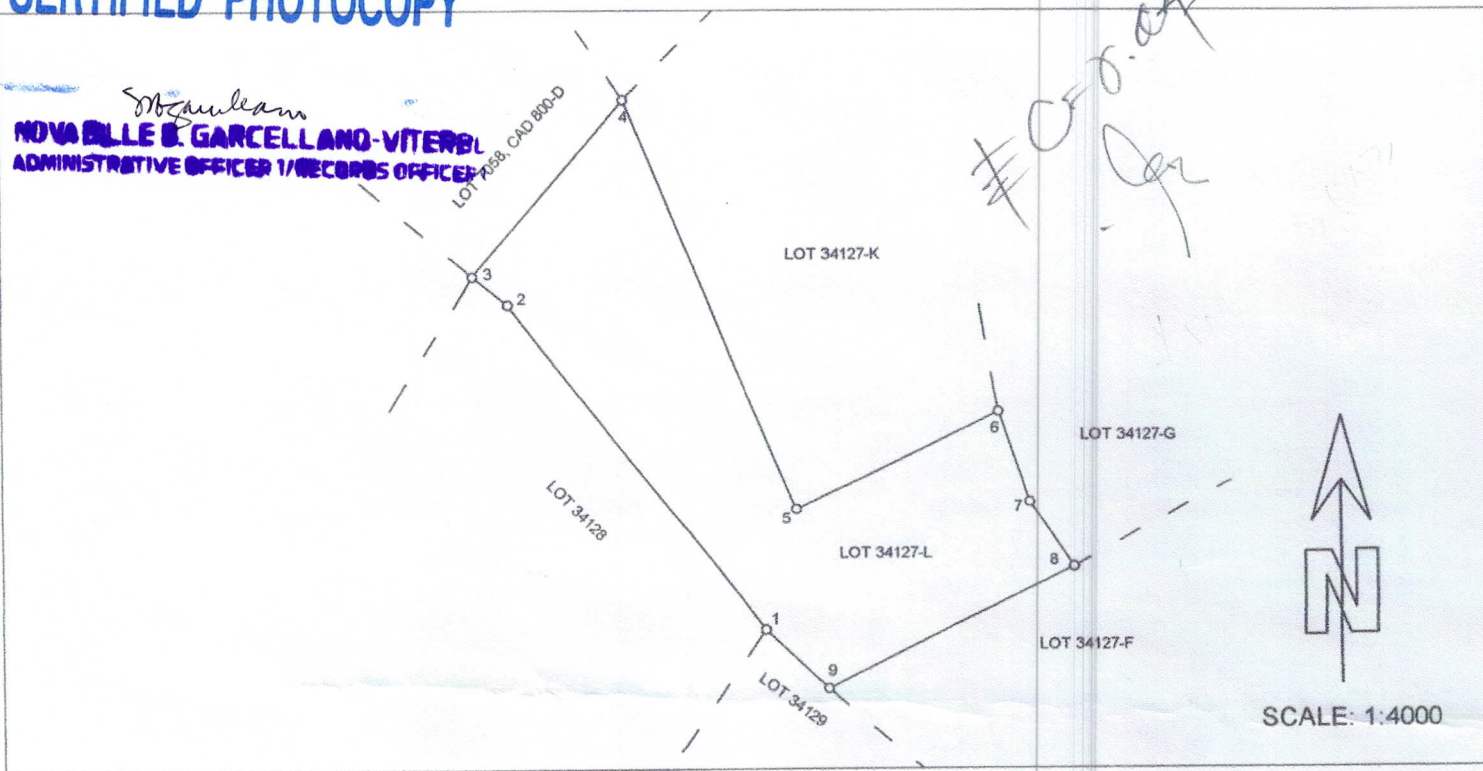 CERTIFIED PHOTOCOPY
NOVA BILLE B. GARCELLANO-VITERBO
ADMINISTRATIVE OFFICER 1/RECORDS OFFICER
LOT 7058, CAD 800-D
4
3
2
LOT 34127-K
6
LOT 34127-G
7
5
LOT 34128
LOT 34127-L
8
1
LOT 34127-F
9
LOT 34129
N
SCALE: 1:4000